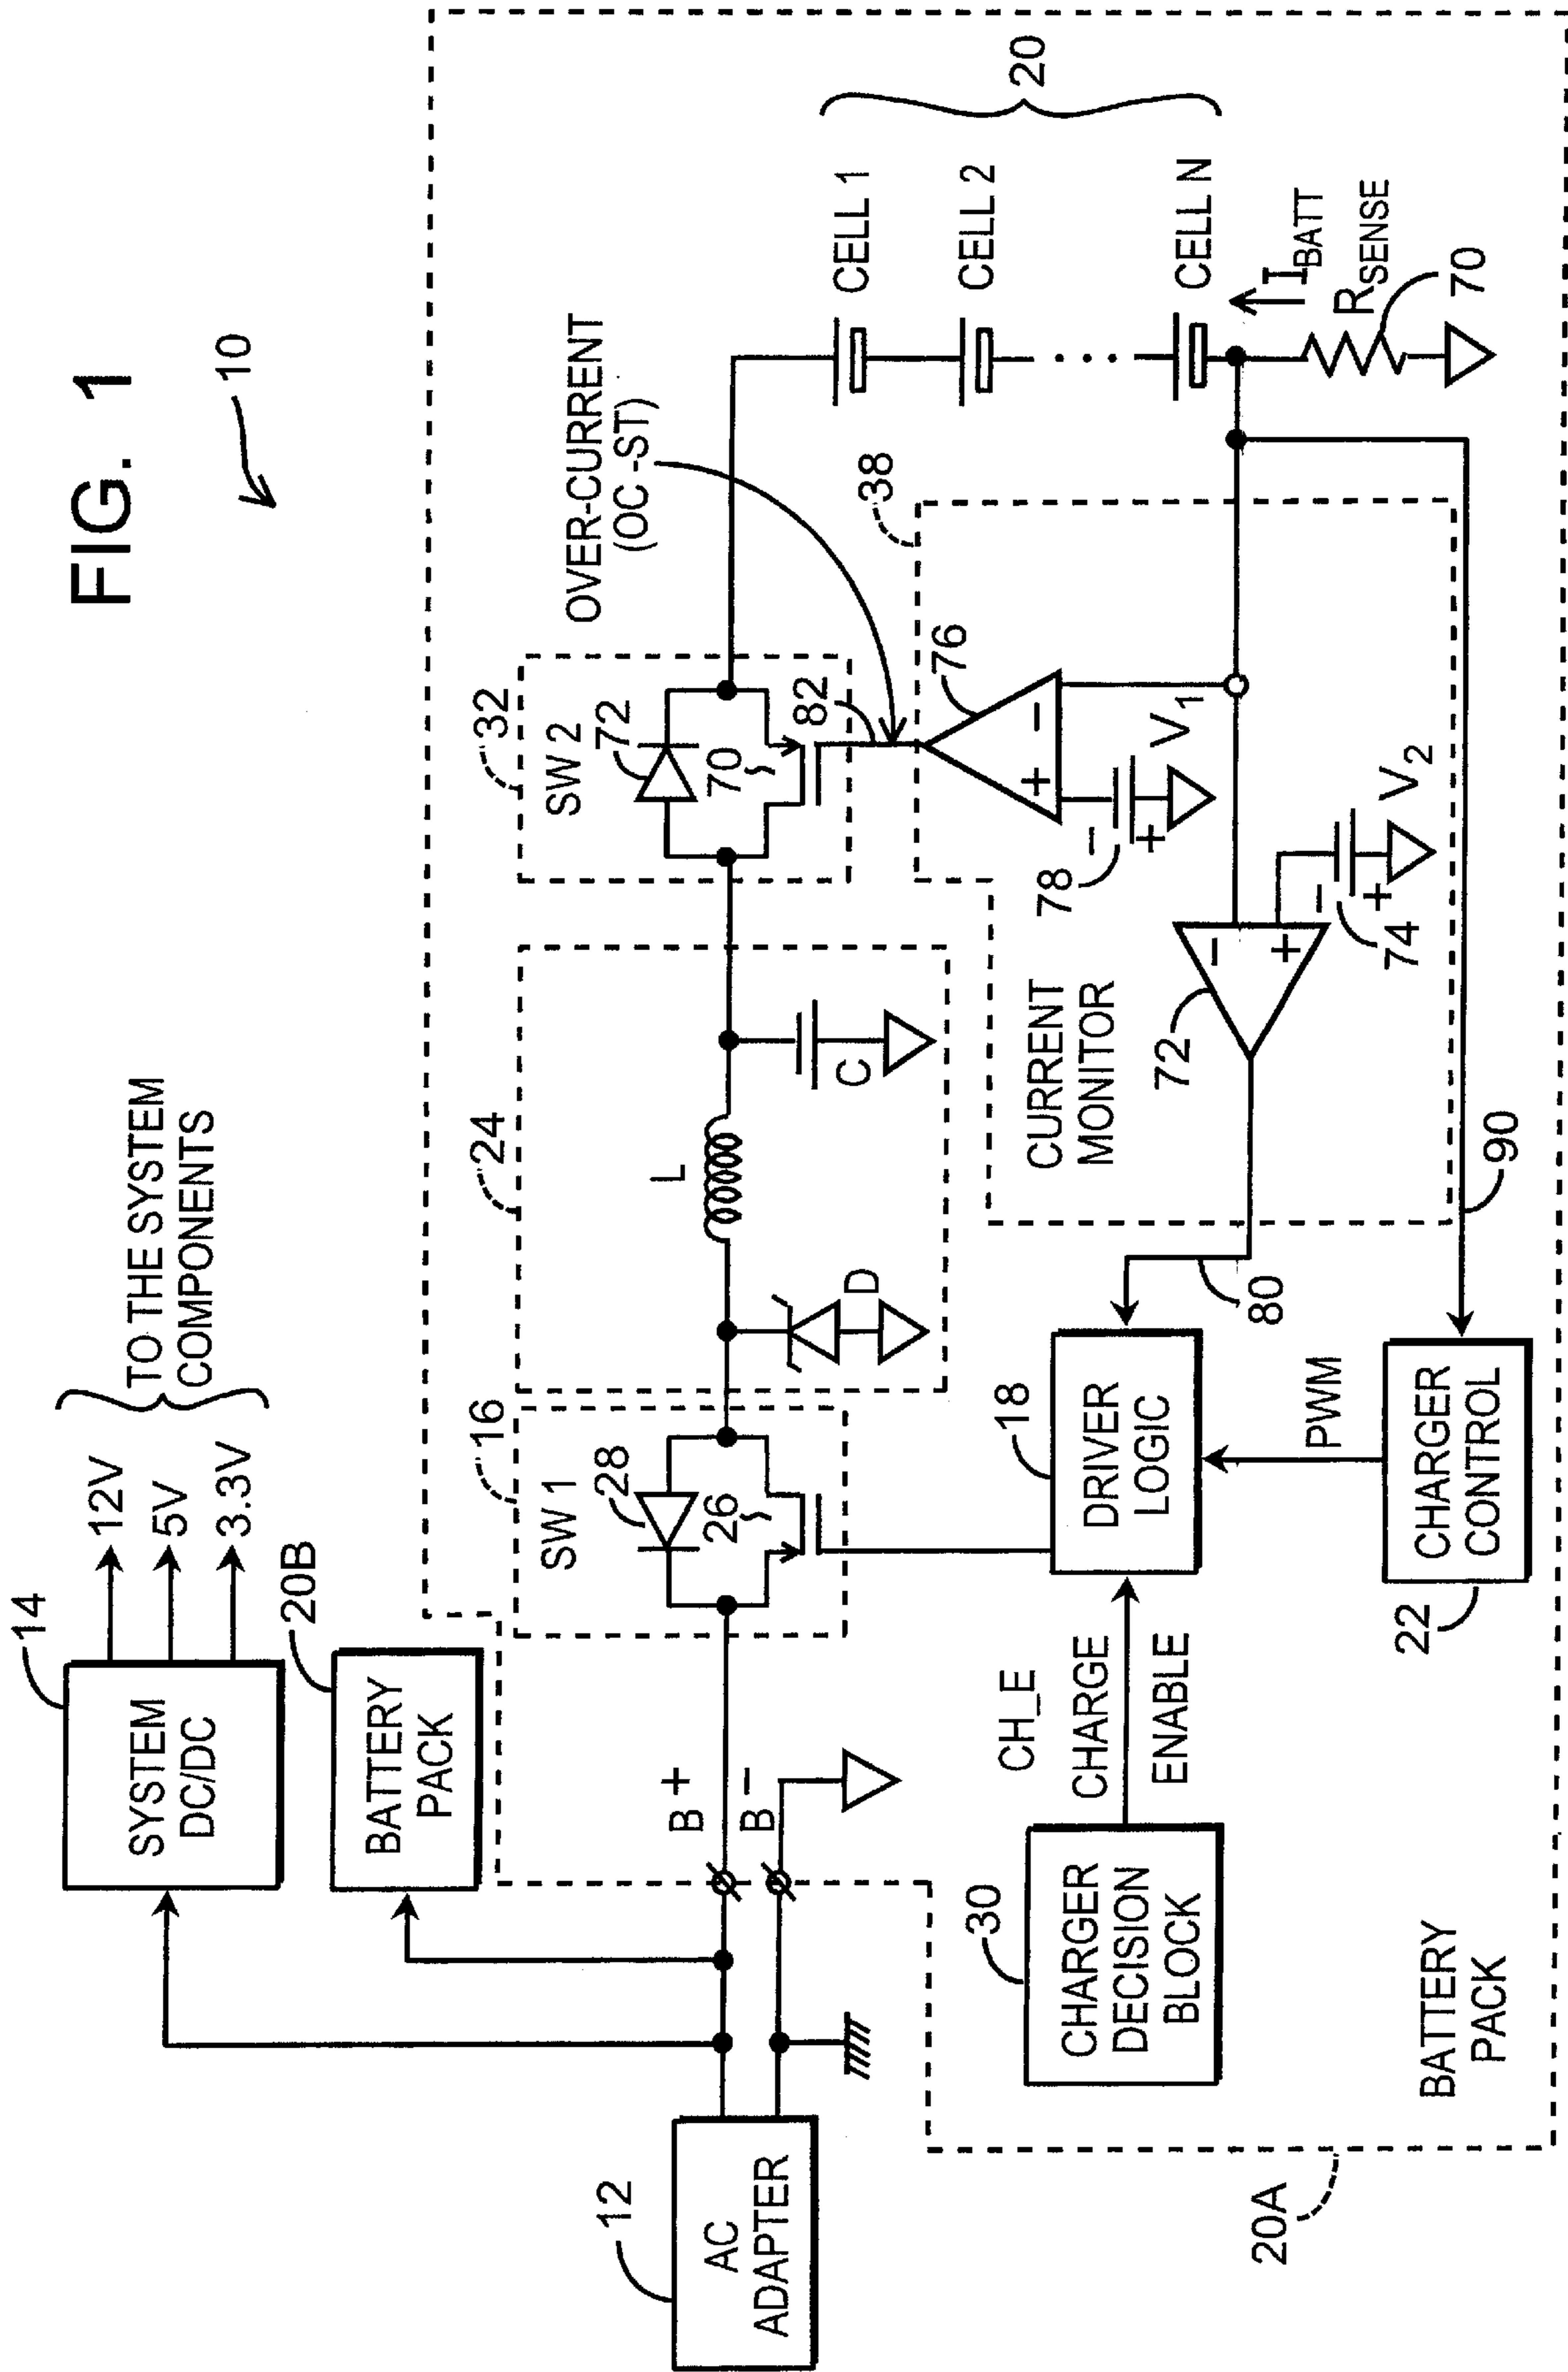 FIG. 1
10
TO THE SYSTEM
COMPONENTS
12V
5V
3.3V
14
SYSTEM
DC/DC
20B
BATTERY
PACK
12
AC
ADAPTER
B +
B −
16
SW 1
28
26
24
L
D
C
32
SW 2
72
70
82
OVER-CURRENT
(OC -ST)
CELL 1
CELL 2
CELL N
20
I BATT
R SENSE
70
38
76
−
+
78
−
+
V1
CURRENT
MONITOR
72
−
+
74
−
+
V2
80
90
18
DRIVER
LOGIC
PWM
CHARGER
CONTROL
22
CH_E
CHARGE
ENABLE
30
CHARGER
DECISION
BLOCK
BATTERY
PACK
20A